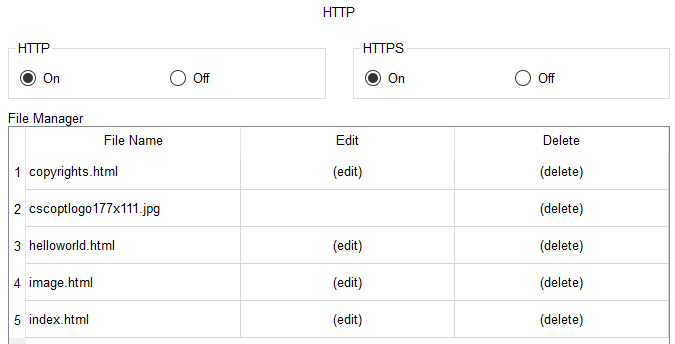 HTTP
HTTP HTTPS
On Off On Off
File Manager
File Name Edit Delete
1 copyrights.html (edit) (delete)
2 cscoptlogo177x111.jpg (delete)
3 helloworld.html (edit) (delete)
4 image.html (edit) (delete)
5 index.html (edit) (delete)